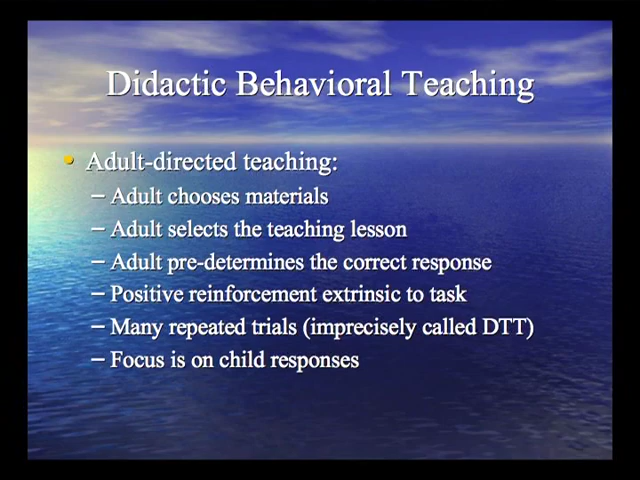 Didactic Behavioral Teaching
• Adult-directed teaching:
– Adult chooses materials
– Adult selects the teaching lesson
– Adult pre-determines the correct response
– Positive reinforcement extrinsic to task
– Many repeated trials (imprecisely called DTT)
– Focus is on child responses